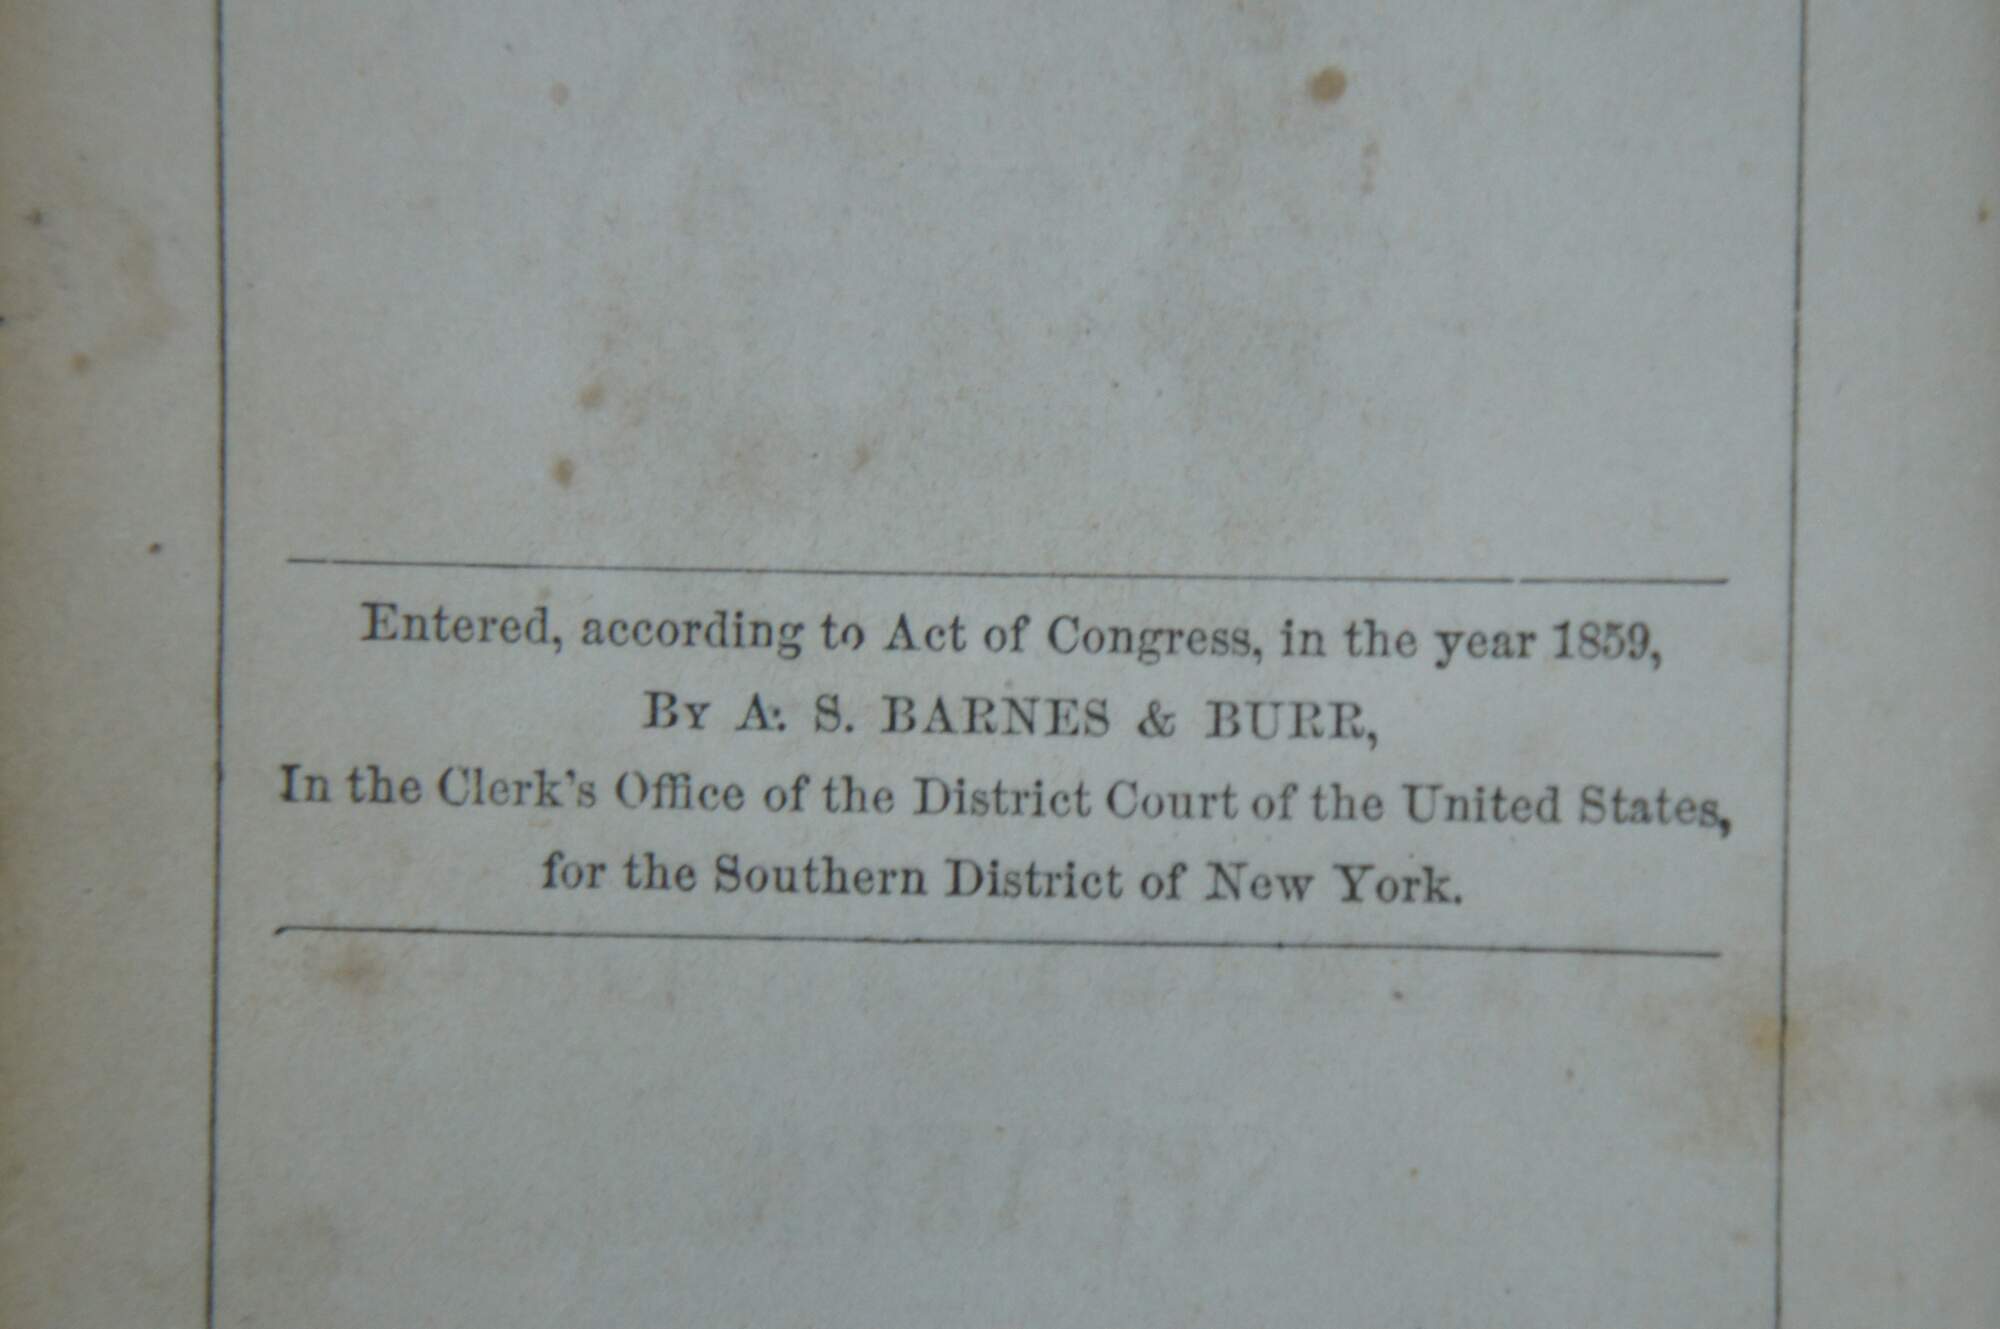 Entered, according to Act of Congress, in the year 1859,
By A. S. BARNES & BURR,
In the Clerk's Office of the District Court of the United States,
for the Southern District of New York.